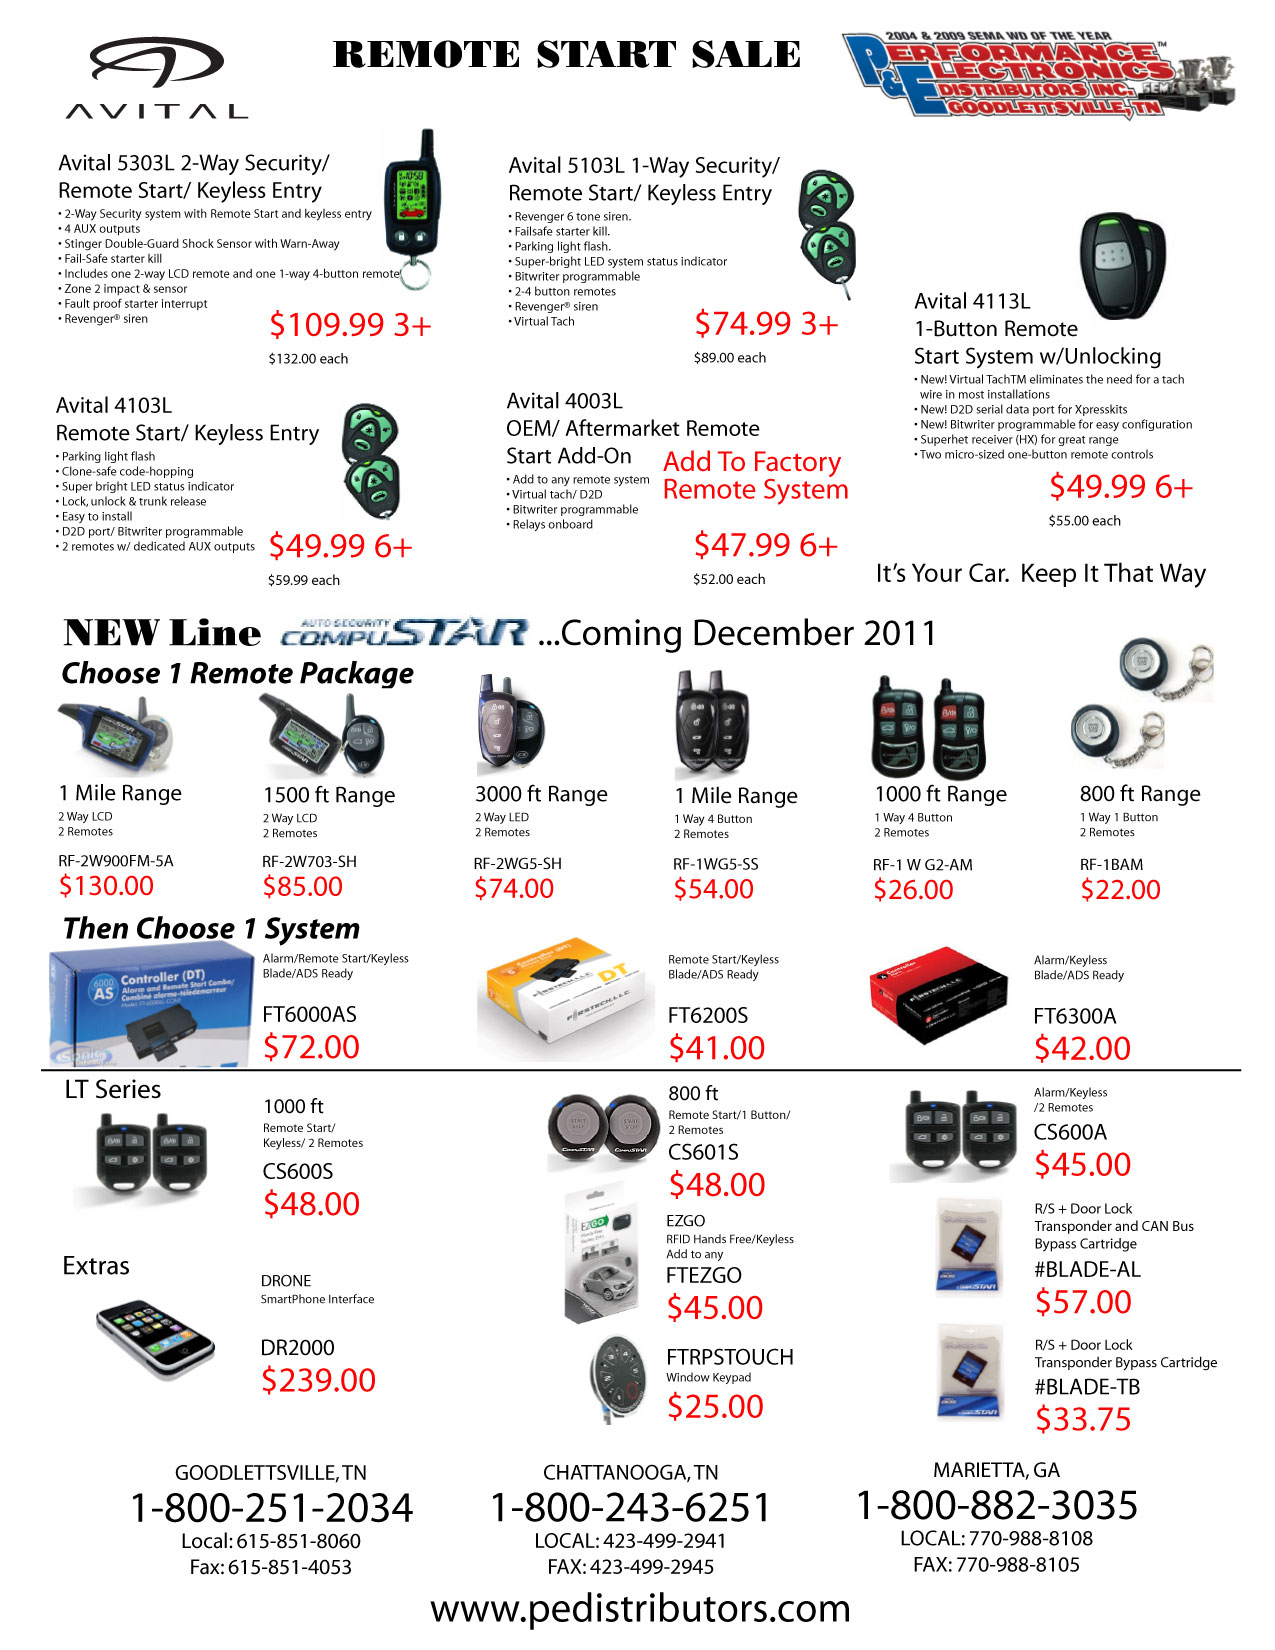 AVITAL
REMOTE START SALE
2004 & 2009 SEMA WD OF THE YEAR
PERFORMANCE™
P&E ELECTRONICS
DISTRIBUTORS INC.
GOODLETTSVILLE, TN
SEMA
Avital 5303L 2-Way Security/
Remote Start/ Keyless Entry
• 2-Way Security system with Remote Start and keyless entry
• 4 AUX outputs
• Stinger Double-Guard Shock Sensor with Warn-Away
• Fail-Safe starter kill
• Includes one 2-way LCD remote and one 1-way 4-button remote
• Zone 2 impact & sensor
• Fault proof starter interrupt
• Revenger® siren
$109.99 3+
$132.00 each
Avital 5103L 1-Way Security/
Remote Start/ Keyless Entry
• Revenger 6 tone siren.
• Failsafe starter kill.
• Parking light flash.
• Super-bright LED system status indicator
• Bitwriter programmable
• 2-4 button remotes
• Revenger® siren
• Virtual Tach
$74.99 3+
$89.00 each
Avital 4113L
1-Button Remote
Start System w/Unlocking
• New! Virtual TachTM eliminates the need for a tach
wire in most installations
• New! D2D serial data port for Xpresskits
• New! Bitwriter programmable for easy configuration
• Superhet receiver (HX) for great range
• Two micro-sized one-button remote controls
$49.99 6+
$55.00 each
Avital 4103L
Remote Start/ Keyless Entry
• Parking light flash
• Clone-safe code-hopping
• Super bright LED status indicator
• Lock, unlock & trunk release
• Easy to install
• D2D port/ Bitwriter programmable
• 2 remotes w/ dedicated AUX outputs
$49.99 6+
$59.99 each
Avital 4003L
OEM/ Aftermarket Remote
Start Add-On
• Add to any remote system
• Virtual tach/ D2D
• Bitwriter programmable
• Relays onboard
Add To Factory
Remote System
$47.99 6+
$52.00 each
It's Your Car. Keep It That Way
NEW Line AUTO SECURITY COMPUSTAR ...Coming December 2011
Choose 1 Remote Package
1 Mile Range
2 Way LCD
2 Remotes
RF-2W900FM-5A
$130.00
1500 ft Range
2 Way LCD
2 Remotes
RF-2W703-SH
$85.00
3000 ft Range
2 Way LED
2 Remotes
RF-2WG5-SH
$74.00
1 Mile Range
1 Way 4 Button
2 Remotes
RF-1WG5-SS
$54.00
1000 ft Range
1 Way 4 Button
2 Remotes
RF-1 W G2-AM
$26.00
800 ft Range
1 Way 1 Button
2 Remotes
RF-1BAM
$22.00
Then Choose 1 System
6000
AS
Controller (DT)
Alarm and Remote Start Combo/
Combine alarme-télédémarreur
Alarm/Remote Start/Keyless
Blade/ADS Ready
FT6000AS
$72.00
Controller (DT)
DT
FIRSTECH, LLC
Remote Start/Keyless
Blade/ADS Ready
FT6200S
$41.00
Alarm/Keyless
Blade/ADS Ready
FT6300A
$42.00
LT Series
1000 ft
Remote Start/
Keyless/ 2 Remotes
CS600S
$48.00
800 ft
Remote Start/1 Button/
2 Remotes
CS601S
$48.00
Alarm/Keyless
/2 Remotes
CS600A
$45.00
EZGO
EZGO
RFID Hands Free/Keyless
Add to any
FTEZGO
$45.00
R/S + Door Lock
Transponder and CAN Bus
Bypass Cartridge
#BLADE-AL
$57.00
Extras
DRONE
SmartPhone Interface
DR2000
$239.00
FTRPSTOUCH
Window Keypad
$25.00
R/S + Door Lock
Transponder Bypass Cartridge
#BLADE-TB
$33.75
GOODLETTSVILLE, TN
1-800-251-2034
Local: 615-851-8060
Fax: 615-851-4053
CHATTANOOGA, TN
1-800-243-6251
LOCAL: 423-499-2941
FAX: 423-499-2945
MARIETTA, GA
1-800-882-3035
LOCAL: 770-988-8108
FAX: 770-988-8105
www.pedistributors.com